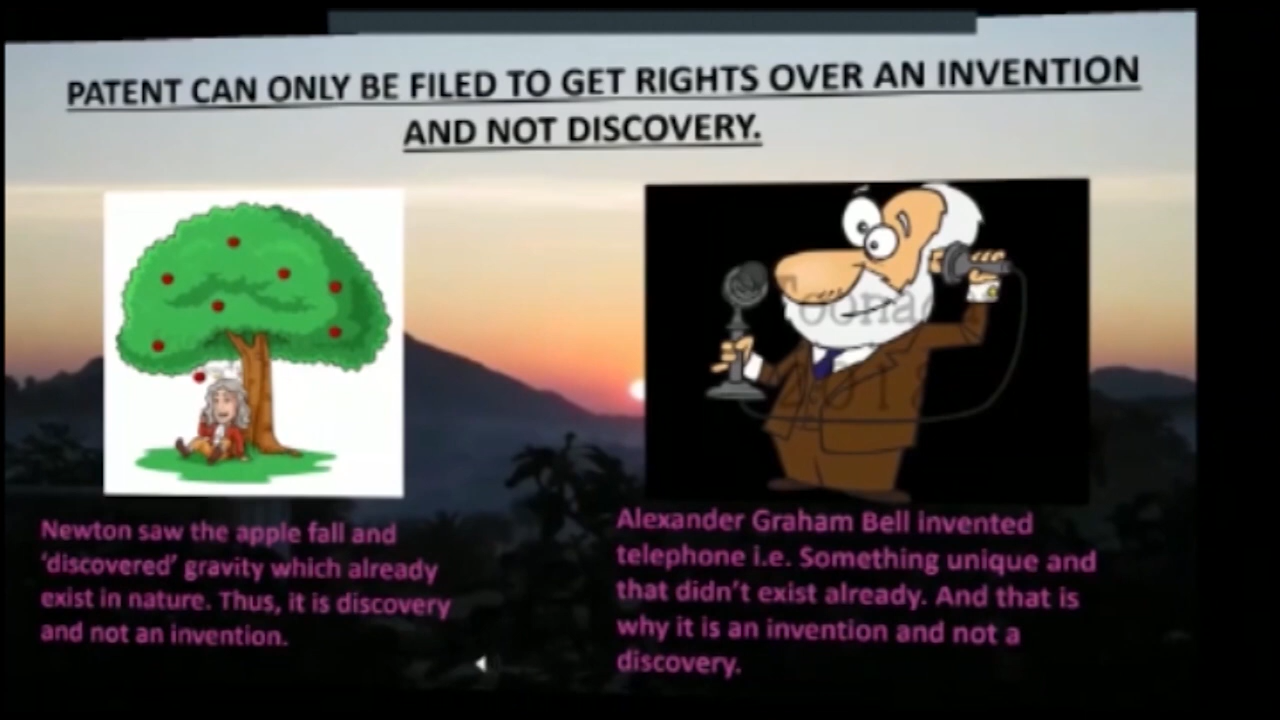 PATENT CAN ONLY BE FILED TO GET RIGHTS OVER AN INVENTION
AND NOT DISCOVERY.
Newton saw the apple fall and
‘discovered’ gravity which already
exist in nature. Thus, it is discovery
and not an invention.
Alexander Graham Bell invented
telephone i.e. Something unique and
that didn’t exist already. And that is
why it is an invention and not a
discovery.